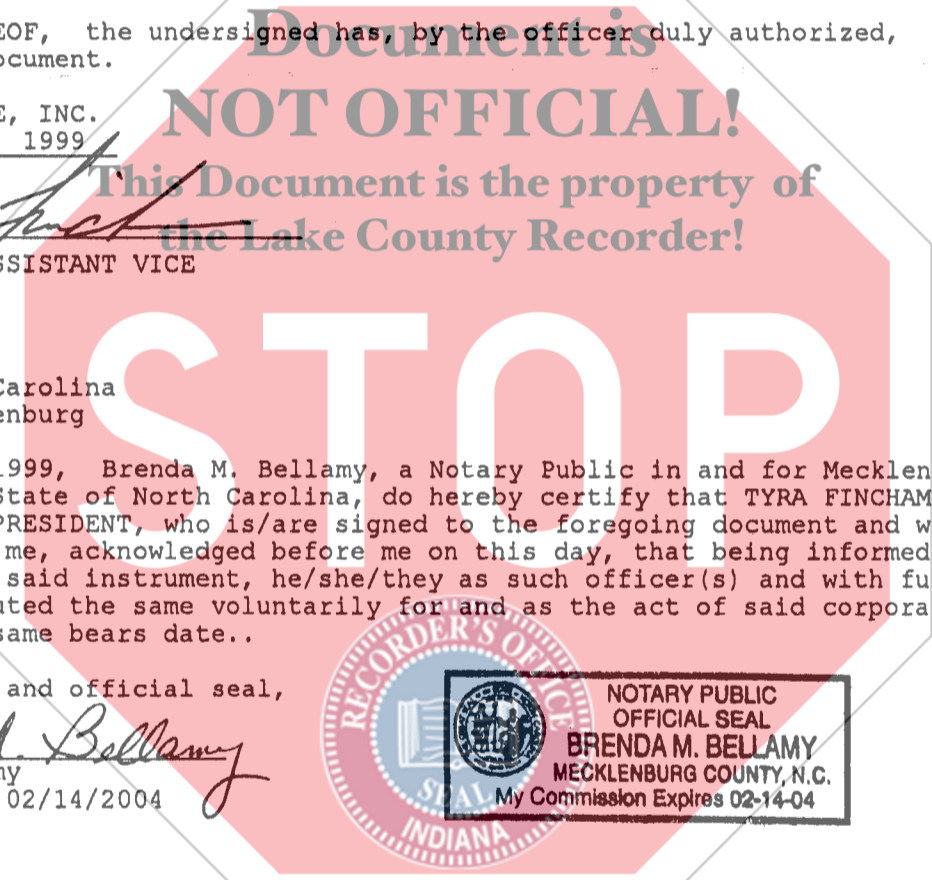 EOF, the undersigned has, by the officer duly authorized,
ocument.
Document is
NOT OFFICIAL!
This Document is the property of
the Lake County Recorder!
E, INC.
1999
SSISTANT VICE
STOP
Carolina
enburg
1999, Brenda M. Bellamy, a Notary Public in and for Mecklen
State of North Carolina, do hereby certify that TYRA FINCHAM
PRESIDENT, who is/are signed to the foregoing document and w
me, acknowledged before me on this day, that being informed
said instrument, he/she/they as such officer(s) and with fu
uted the same voluntarily for and as the act of said corpora
same bears date..
and official seal,
Bellamy
my
02/14/2004
RECORDER'S OFFICE
SEAL
INDIANA
NOTARY PUBLIC
OFFICIAL SEAL
BRENDA M. BELLAMY
MECKLENBURG COUNTY, N.C.
My Commission Expires 02-14-04